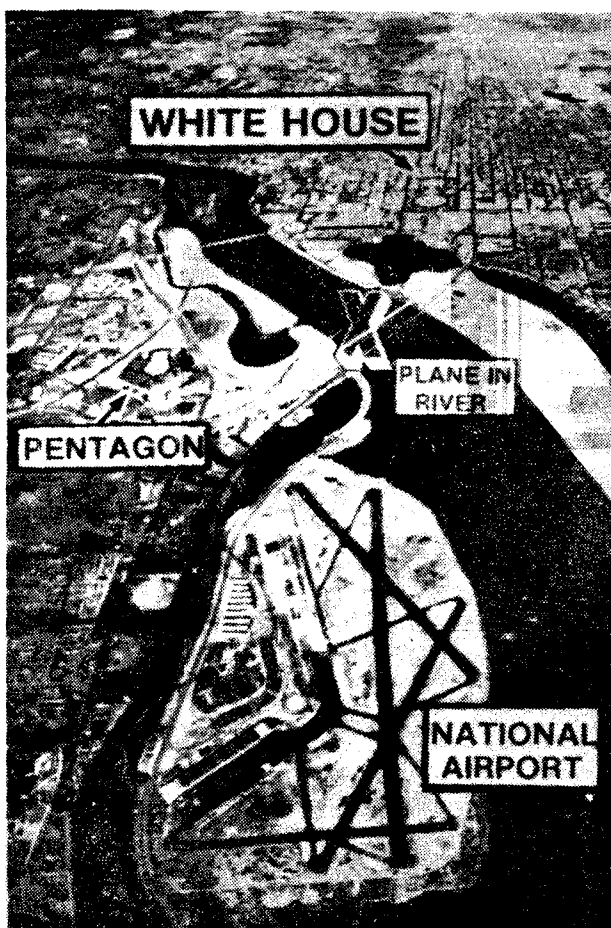 WHITE HOUSE
PLANE IN
RIVER
PENTAGON
NATIONAL
AIRPORT